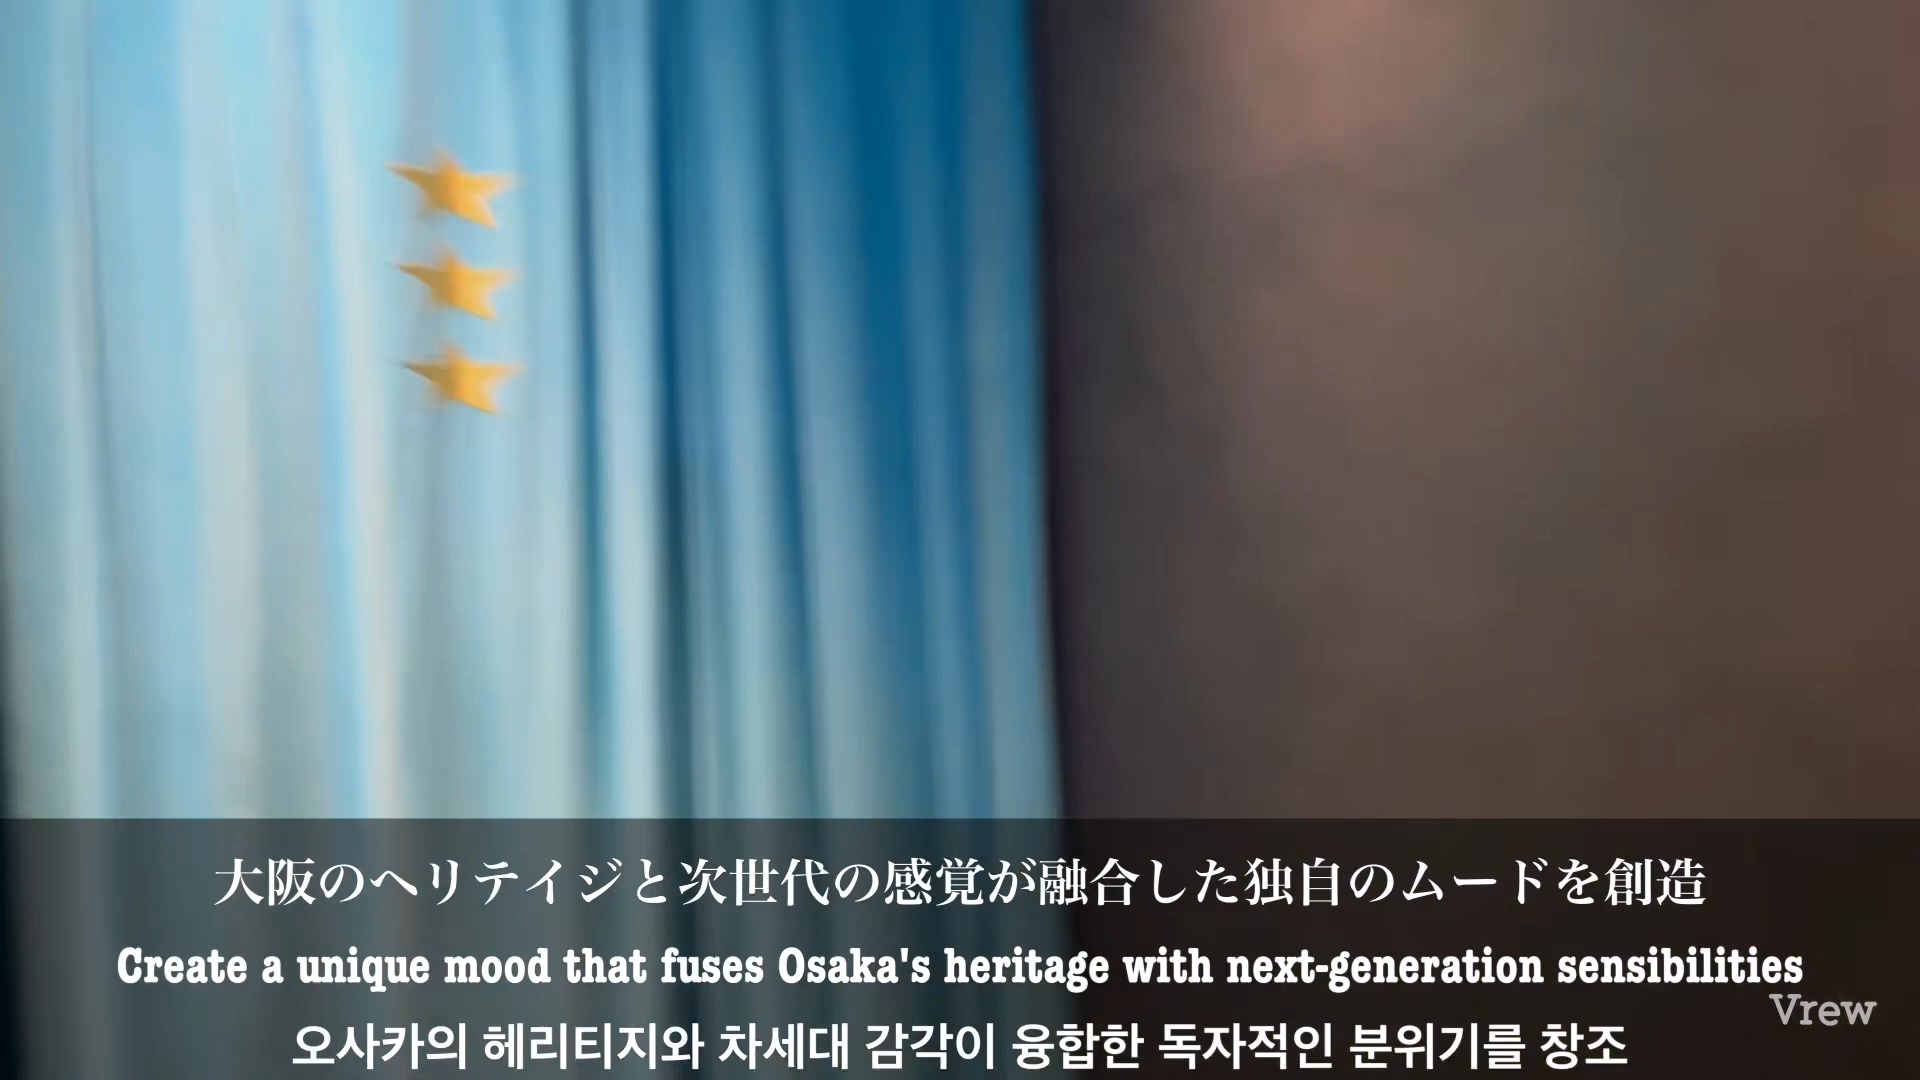 大阪のヘリテイジと次世代の感覚が融合した独自のムードを創造
Create a unique mood that fuses Osaka's heritage with next-generation sensibilities
Vrew
오사카의 헤리티지와 차세대 감각이 융합한 독자적인 분위기를 창조